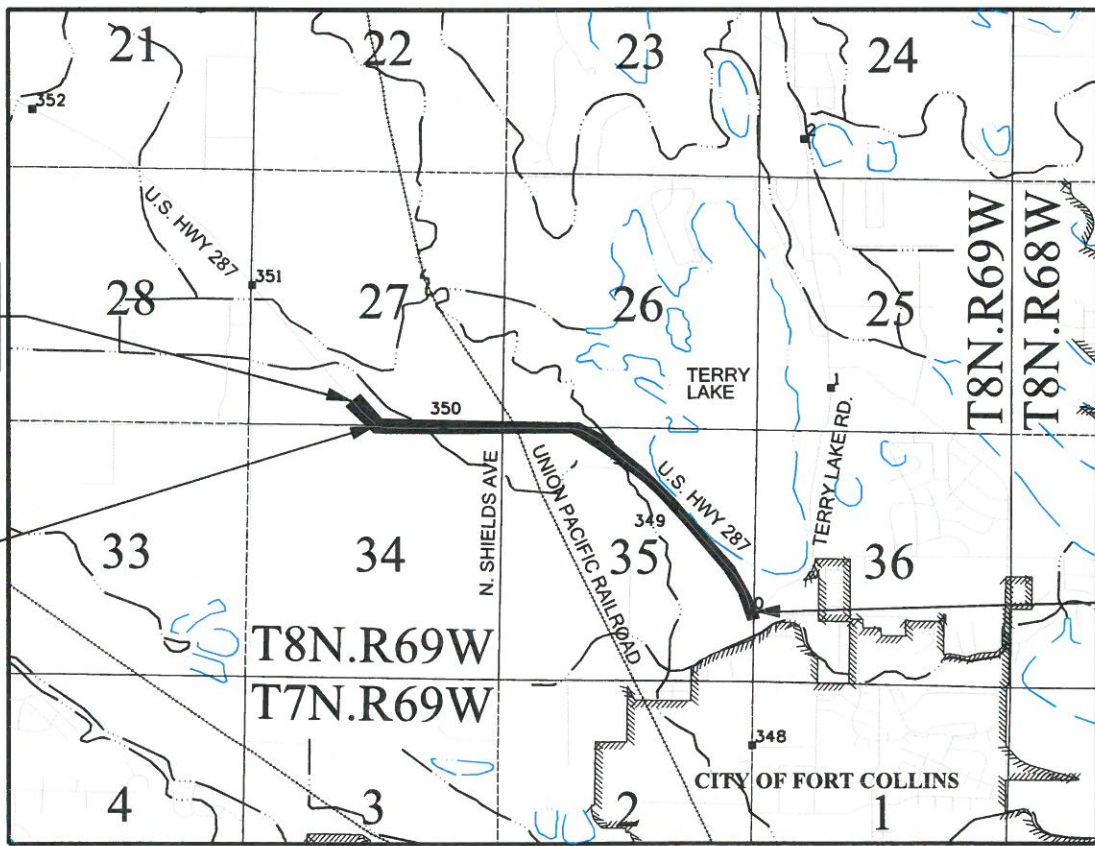 21
22
23
24
352
2
U.S. HWY 287
351
28
27
26
25
T8N.R69W
T8N.R68W
TERRY
LAKE
1
350
N. SHIELDS AVE
UNION PACIFIC RAILROAD
U.S. HWY 287
TERRY LAKE RD.
349
33
34
35
36
0
T8N.R69W
T7N.R69W
348
CITY OF FORT COLLINS
4
3
2
1